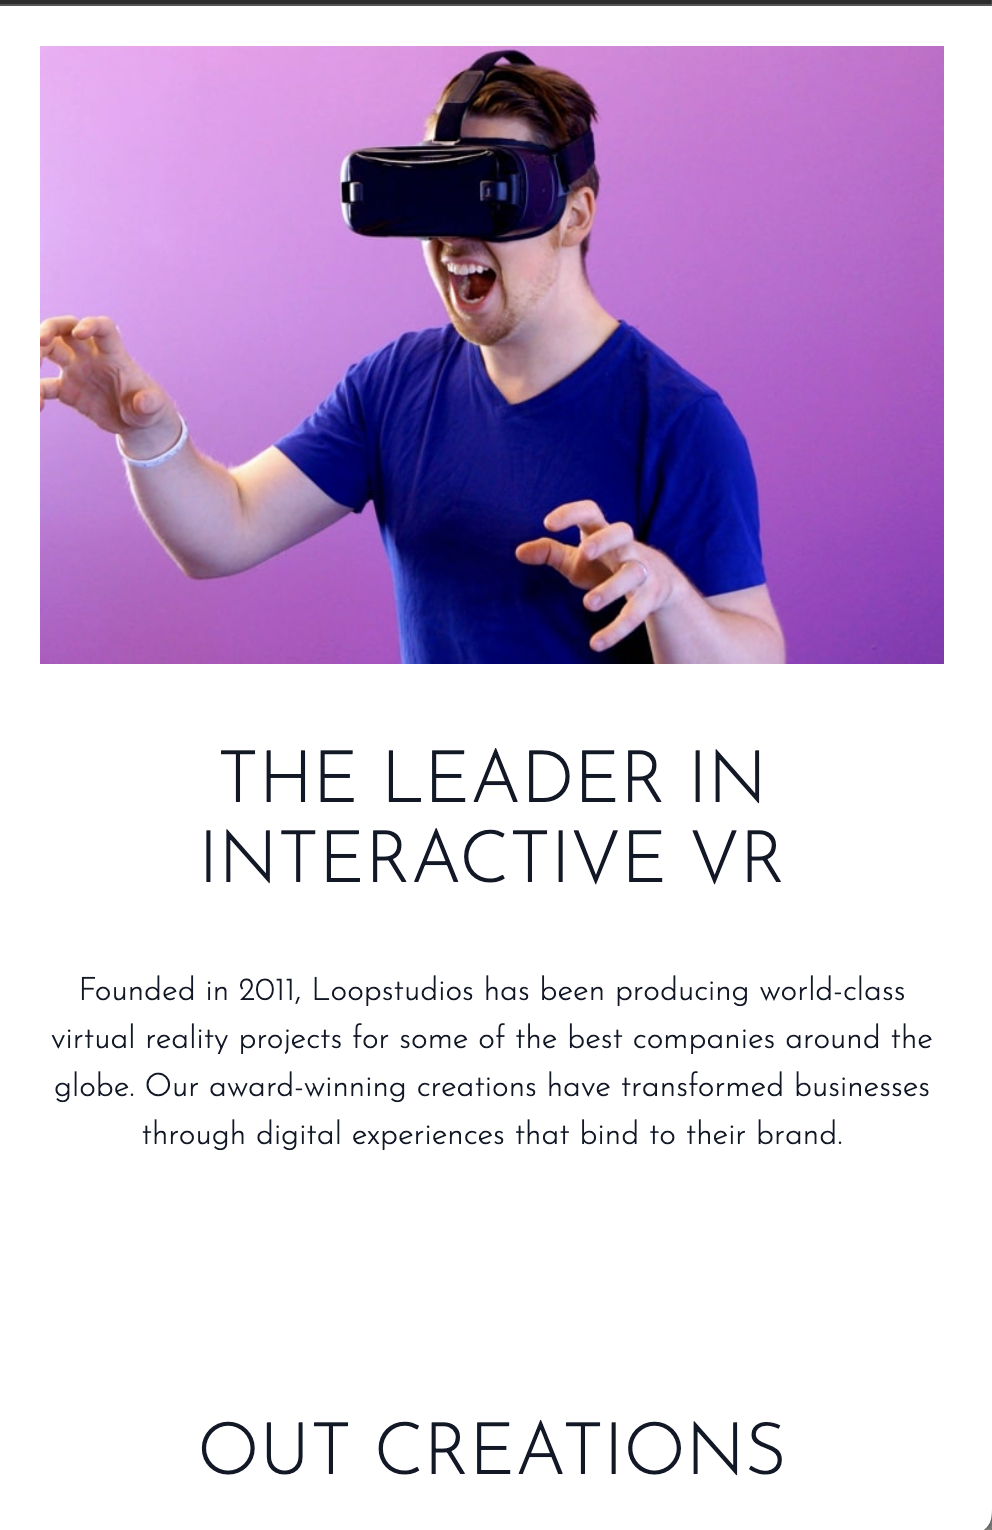 THE LEADER IN
INTERACTIVE VR
Founded in 2011, Loopstudios has been producing world-class
virtual reality projects for some of the best companies around the
globe. Our award-winning creations have transformed businesses
through digital experiences that bind to their brand.
OUT CREATIONS